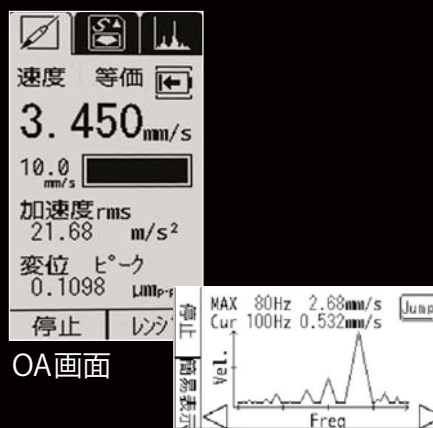 速度 等価
3.450mm/s
10.0
mm/s
加速度rms
21.68 m/s²
変位 ピーク
0.1098 μmp-p
停止 レンジ
OA画面
停止
簡易表示
MAX 80Hz 2.68mm/s Jump
Cur 100Hz 0.532mm/s
Vel.
Freq